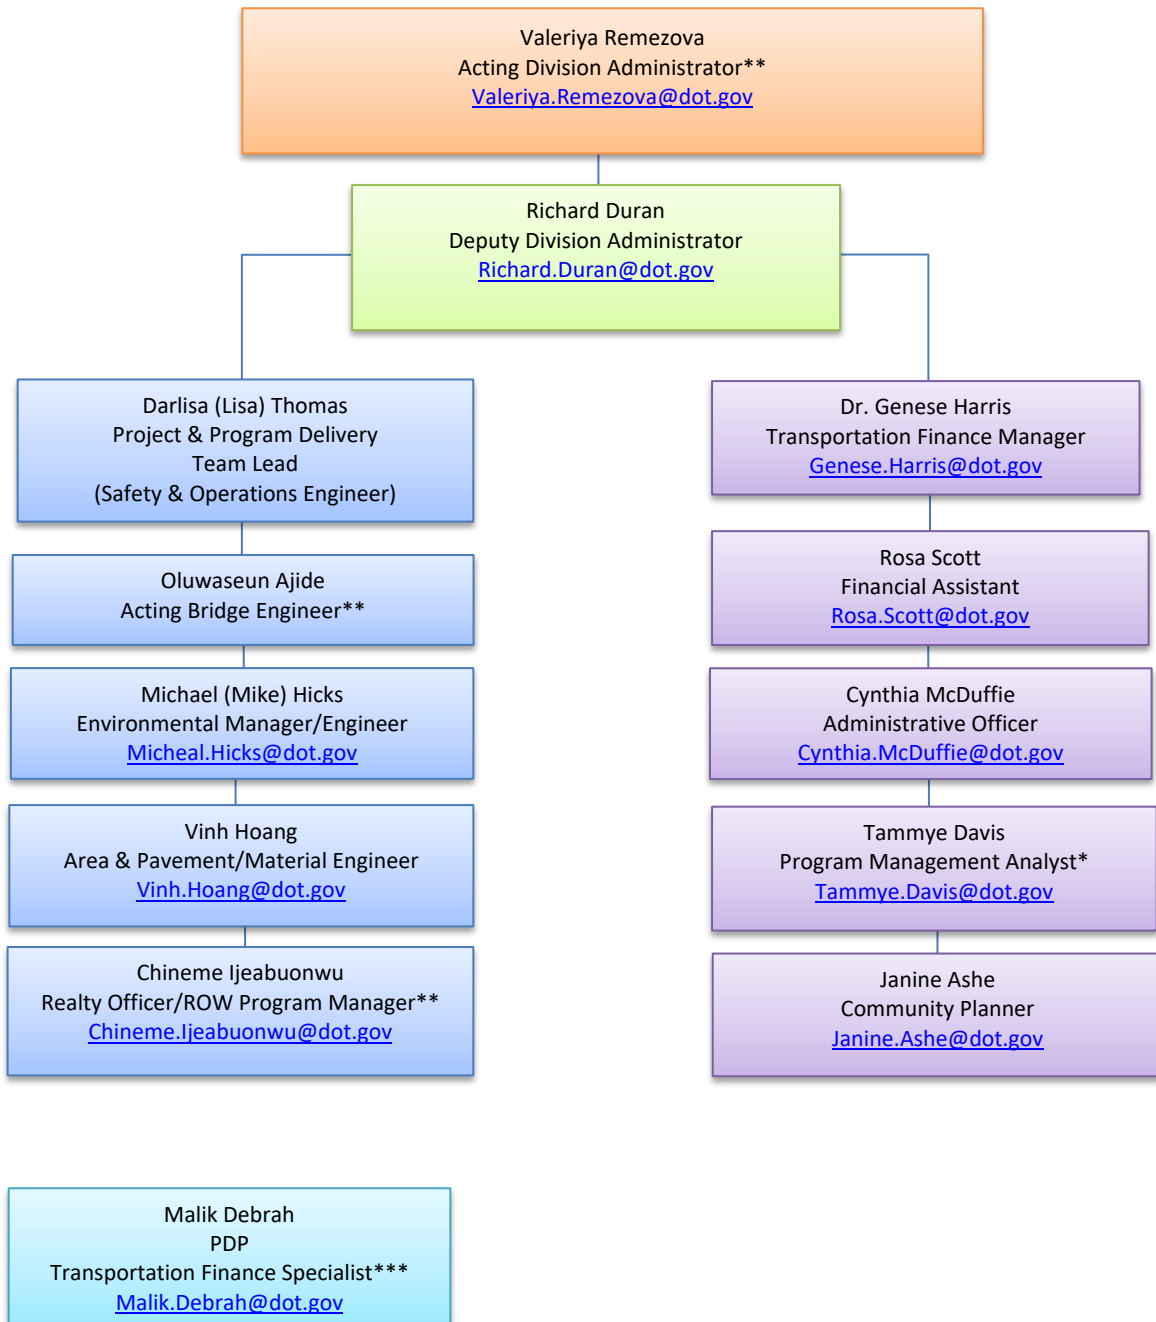 Valeriya Remezova
Acting Division Administrator**
Valeriya.Remezova@dot.gov
Richard Duran
Deputy Division Administrator
Richard.Duran@dot.gov
Darlisa (Lisa) Thomas
Project & Program Delivery
Team Lead
(Safety & Operations Engineer)
Oluwaseun Ajide
Acting Bridge Engineer**
Michael (Mike) Hicks
Environmental Manager/Engineer
Micheal.Hicks@dot.gov
Vinh Hoang
Area & Pavement/Material Engineer
Vinh.Hoang@dot.gov
Chineme Ijeabuonwu
Realty Officer/ROW Program Manager**
Chineme.Ijeabuonwu@dot.gov
Dr. Genese Harris
Transportation Finance Manager
Genese.Harris@dot.gov
Rosa Scott
Financial Assistant
Rosa.Scott@dot.gov
Cynthia McDuffie
Administrative Officer
Cynthia.McDuffie@dot.gov
Tammye Davis
Program Management Analyst*
Tammye.Davis@dot.gov
Janine Ashe
Community Planner
Janine.Ashe@dot.gov
Malik Debrah
PDP
Transportation Finance Specialist***
Malik.Debrah@dot.gov